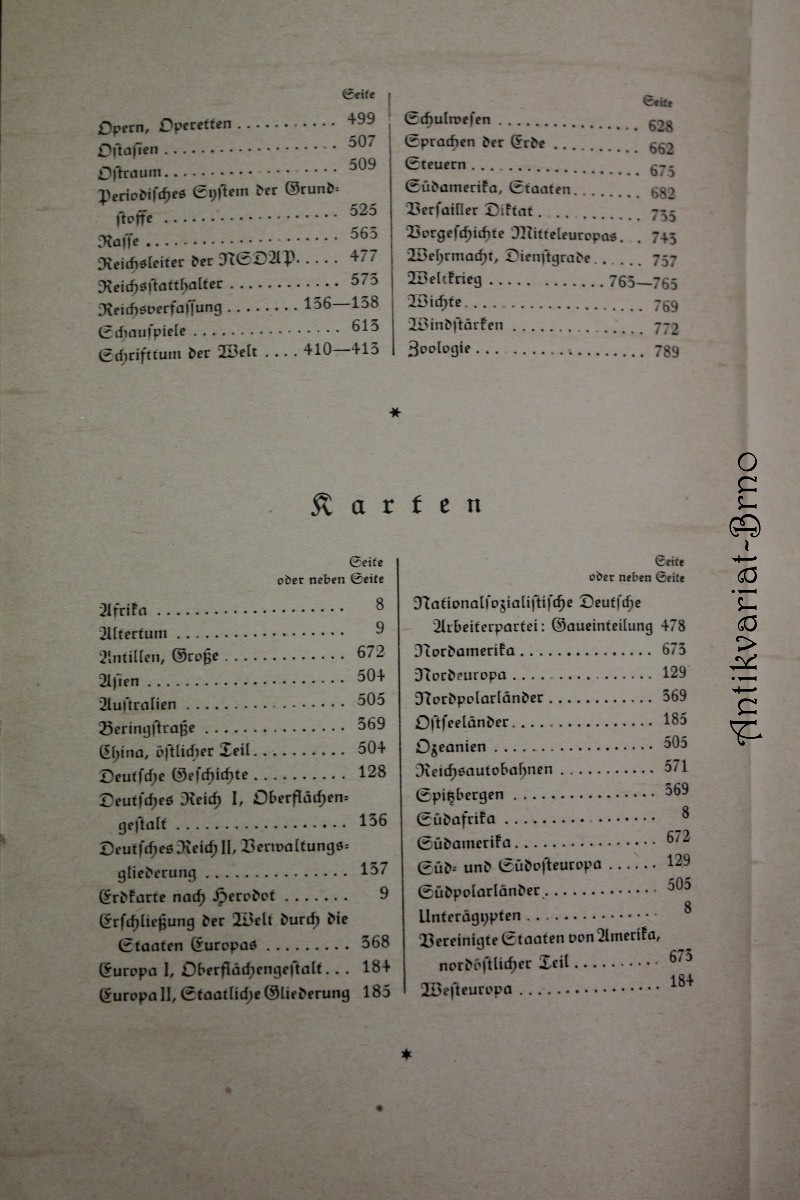 Seite
Opern, Operetten . . . . . . . . . . . 499
Ostasien . . . . . . . . . . . . . . . . . . . 507
Ostraum . . . . . . . . . . . . . . . . . . . 509
Periodisches System der Grund-
stoffe . . . . . . . . . . . . . . . . . . . 525
Rasse . . . . . . . . . . . . . . . . . . . . . 563
Reichsleiter der NSDAP. . . . . . 477
Reichsstatthalter . . . . . . . . . . . . 573
Reichsverfassung . . . . . . . . 136—138
Schauspiele . . . . . . . . . . . . . . . . 613
Schrifttum der Welt . . . . 410—413
Seite
Schulwesen . . . . . . . . . . . . . . . . 628
Sprachen der Erde . . . . . . . . . . 662
Steuern . . . . . . . . . . . . . . . . . . . 675
Südamerika, Staaten. . . . . . . . . 682
Versailler Diktat . . . . . . . . . . . . 735
Vorgeschichte Mitteleuropas. . . 743
Wehrmacht, Dienstgrade . . . . . . 757
Weltkrieg . . . . . . . . . . . . 763—765
Wichte. . . . . . . . . . . . . . . . . . . . 769
Windstärken . . . . . . . . . . . . . . . 772
Zoologie . . . . . . . . . . . . . . . . . . 789
*
Karten
Seite
oder neben Seite
Afrika . . . . . . . . . . . . . . . . . . . 8
Altertum . . . . . . . . . . . . . . . . . 9
Antillen, Große . . . . . . . . . . . . 672
Asien . . . . . . . . . . . . . . . . . . . . 504
Australien . . . . . . . . . . . . . . . . 505
Beringstraße . . . . . . . . . . . . . . 369
China, östlicher Teil. . . . . . . . . 504
Deutsche Geschichte . . . . . . . . . 128
Deutsches Reich I, Oberflächen-
gestalt . . . . . . . . . . . . . . . . . 136
Deutsches Reich II, Verwaltungs-
gliederung . . . . . . . . . . . . . . 137
Erdkarte nach Herodot . . . . . . . 9
Erschließung der Welt durch die
Staaten Europas . . . . . . . . . 368
Europa I, Oberflächengestalt. . . 184
Europa II, Staatliche Gliederung 185
Seite
oder neben Seite
Nationalsozialistische Deutsche
Arbeiterpartei: Gaueinteilung 478
Nordamerika . . . . . . . . . . . . . . 673
Nordeuropa . . . . . . . . . . . . . . . 129
Nordpolarländer . . . . . . . . . . . 369
Ostseeländer. . . . . . . . . . . . . . . 185
Ozeanien . . . . . . . . . . . . . . . . . 505
Reichsautobahnen . . . . . . . . . . 571
Spitzbergen . . . . . . . . . . . . . . . 369
Südafrika . . . . . . . . . . . . . . . . 8
Südamerika. . . . . . . . . . . . . . . 672
Süd- und Südosteuropa . . . . . . 129
Südpolarländer . . . . . . . . . . . . 505
Unterägypten . . . . . . . . . . . . . 8
Vereinigte Staaten von Amerika,
nordöstlicher Teil . . . . . . . . . 673
Westeuropa . . . . . . . . . . . . . . . 184
*
Antikvariat-Brno